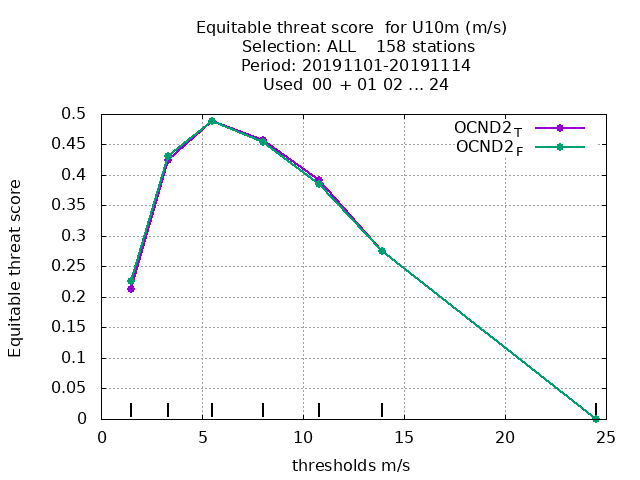 Equitable threat score  for U10m (m/s)
Selection: ALL    158 stations
Period: 20191101-20191114
Used  00 + 01 02 ... 24
OCND2T
OCND2F
Equitable threat score
0.5
0.45
0.4
0.35
0.3
0.25
0.2
0.15
0.1
0.05
0
0 5 10 15 20 25
thresholds m/s